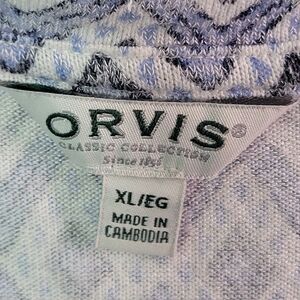 ORVIS®
CLASSIC COLLECTION
Since 1856
XL/EG
MADE IN
CAMBODIA